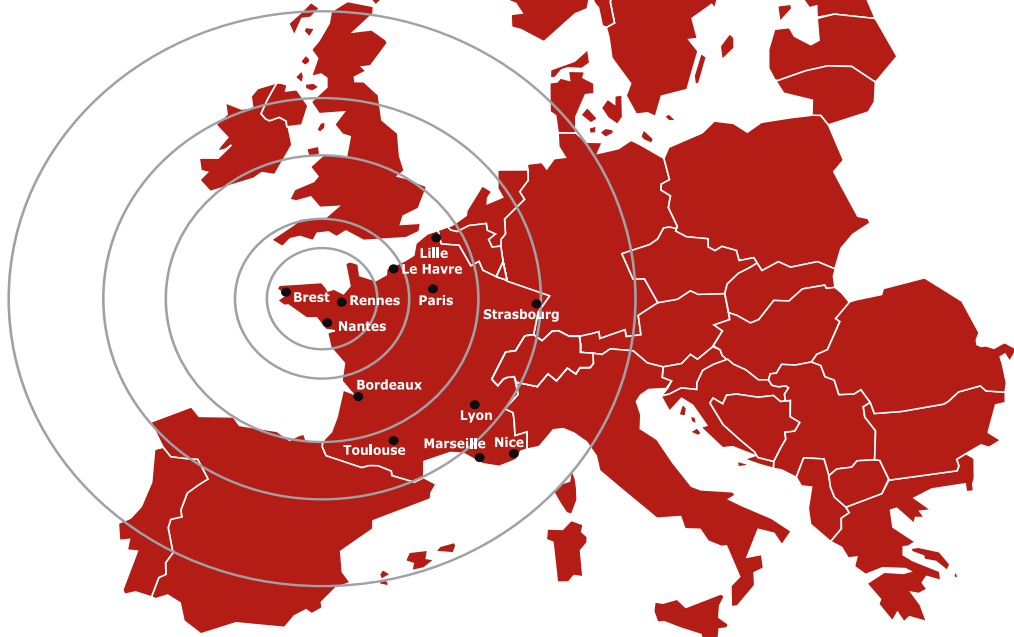 Lille
Le Havre
Brest
Rennes
Paris
Strasbourg
Nantes
Bordeaux
Lyon
Toulouse
Marseille
Nice